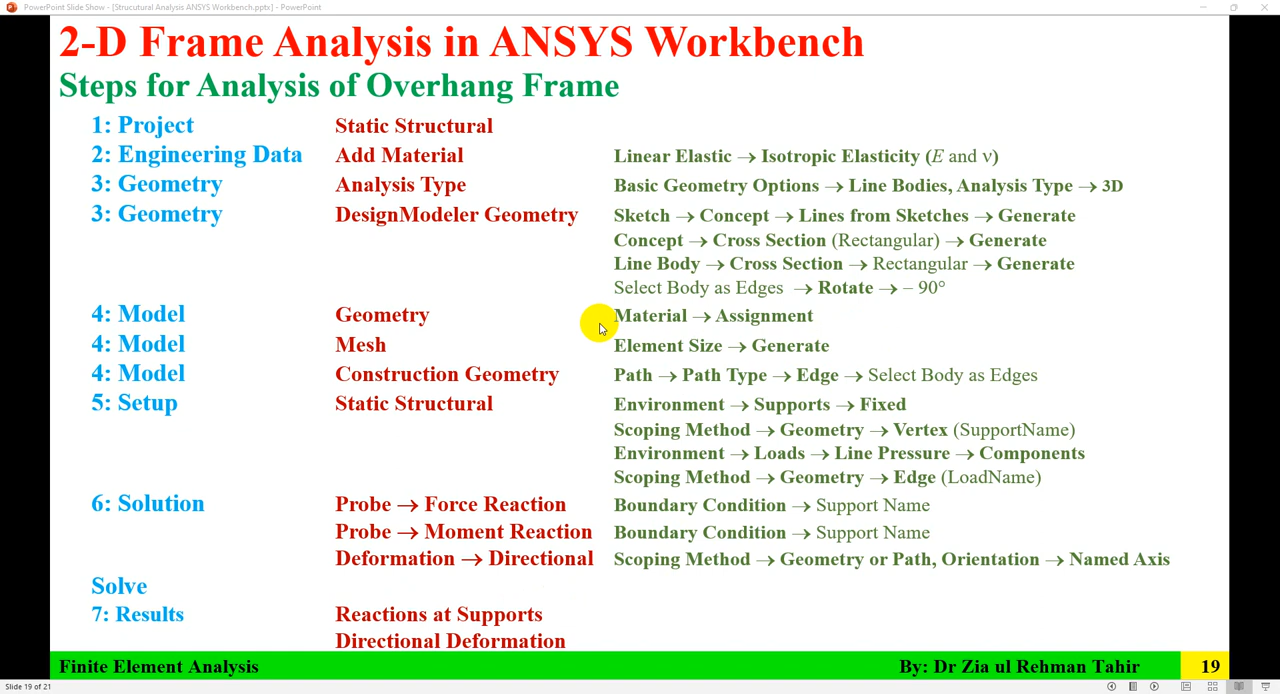 PowerPoint Slide Show - [Strucutural Analysis ANSYS Workbench.pptx] - PowerPoint
2-D Frame Analysis in ANSYS Workbench
Steps for Analysis of Overhang Frame
1: Project Static Structural
2: Engineering Data Add Material Linear Elastic → Isotropic Elasticity (E and ν)
3: Geometry Analysis Type Basic Geometry Options → Line Bodies, Analysis Type → 3D
3: Geometry DesignModeler Geometry Sketch → Concept → Lines from Sketches → Generate
Concept → Cross Section (Rectangular) → Generate
Line Body → Cross Section → Rectangular → Generate
Select Body as Edges → Rotate → – 90°
4: Model Geometry Material → Assignment
4: Model Mesh Element Size → Generate
4: Model Construction Geometry Path → Path Type → Edge → Select Body as Edges
5: Setup Static Structural Environment → Supports → Fixed
Scoping Method → Geometry → Vertex (SupportName)
Environment → Loads → Line Pressure → Components
Scoping Method → Geometry → Edge (LoadName)
6: Solution Probe → Force Reaction Boundary Condition → Support Name
Probe → Moment Reaction Boundary Condition → Support Name
Deformation → Directional Scoping Method → Geometry or Path, Orientation → Named Axis
Solve
7: Results Reactions at Supports
Directional Deformation
Finite Element Analysis By: Dr Zia ul Rehman Tahir 19
Slide 19 of 21